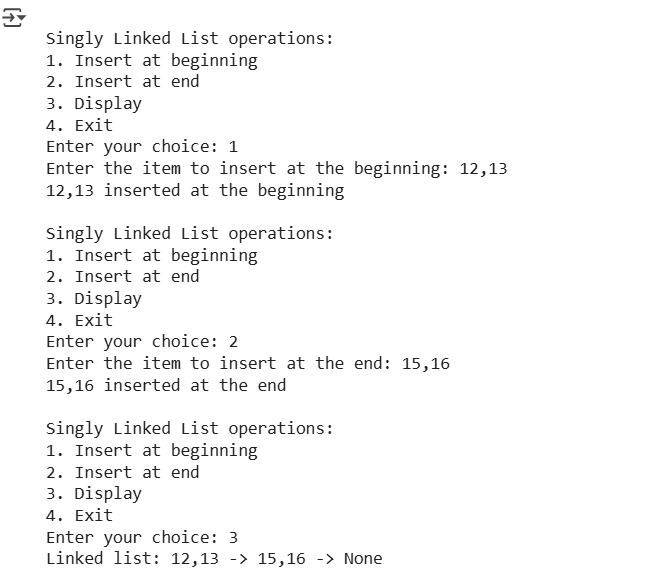 Singly Linked List operations:
1. Insert at beginning
2. Insert at end
3. Display
4. Exit
Enter your choice: 1
Enter the item to insert at the beginning: 12,13
12,13 inserted at the beginning

Singly Linked List operations:
1. Insert at beginning
2. Insert at end
3. Display
4. Exit
Enter your choice: 2
Enter the item to insert at the end: 15,16
15,16 inserted at the end

Singly Linked List operations:
1. Insert at beginning
2. Insert at end
3. Display
4. Exit
Enter your choice: 3
Linked list: 12,13 -> 15,16 -> None